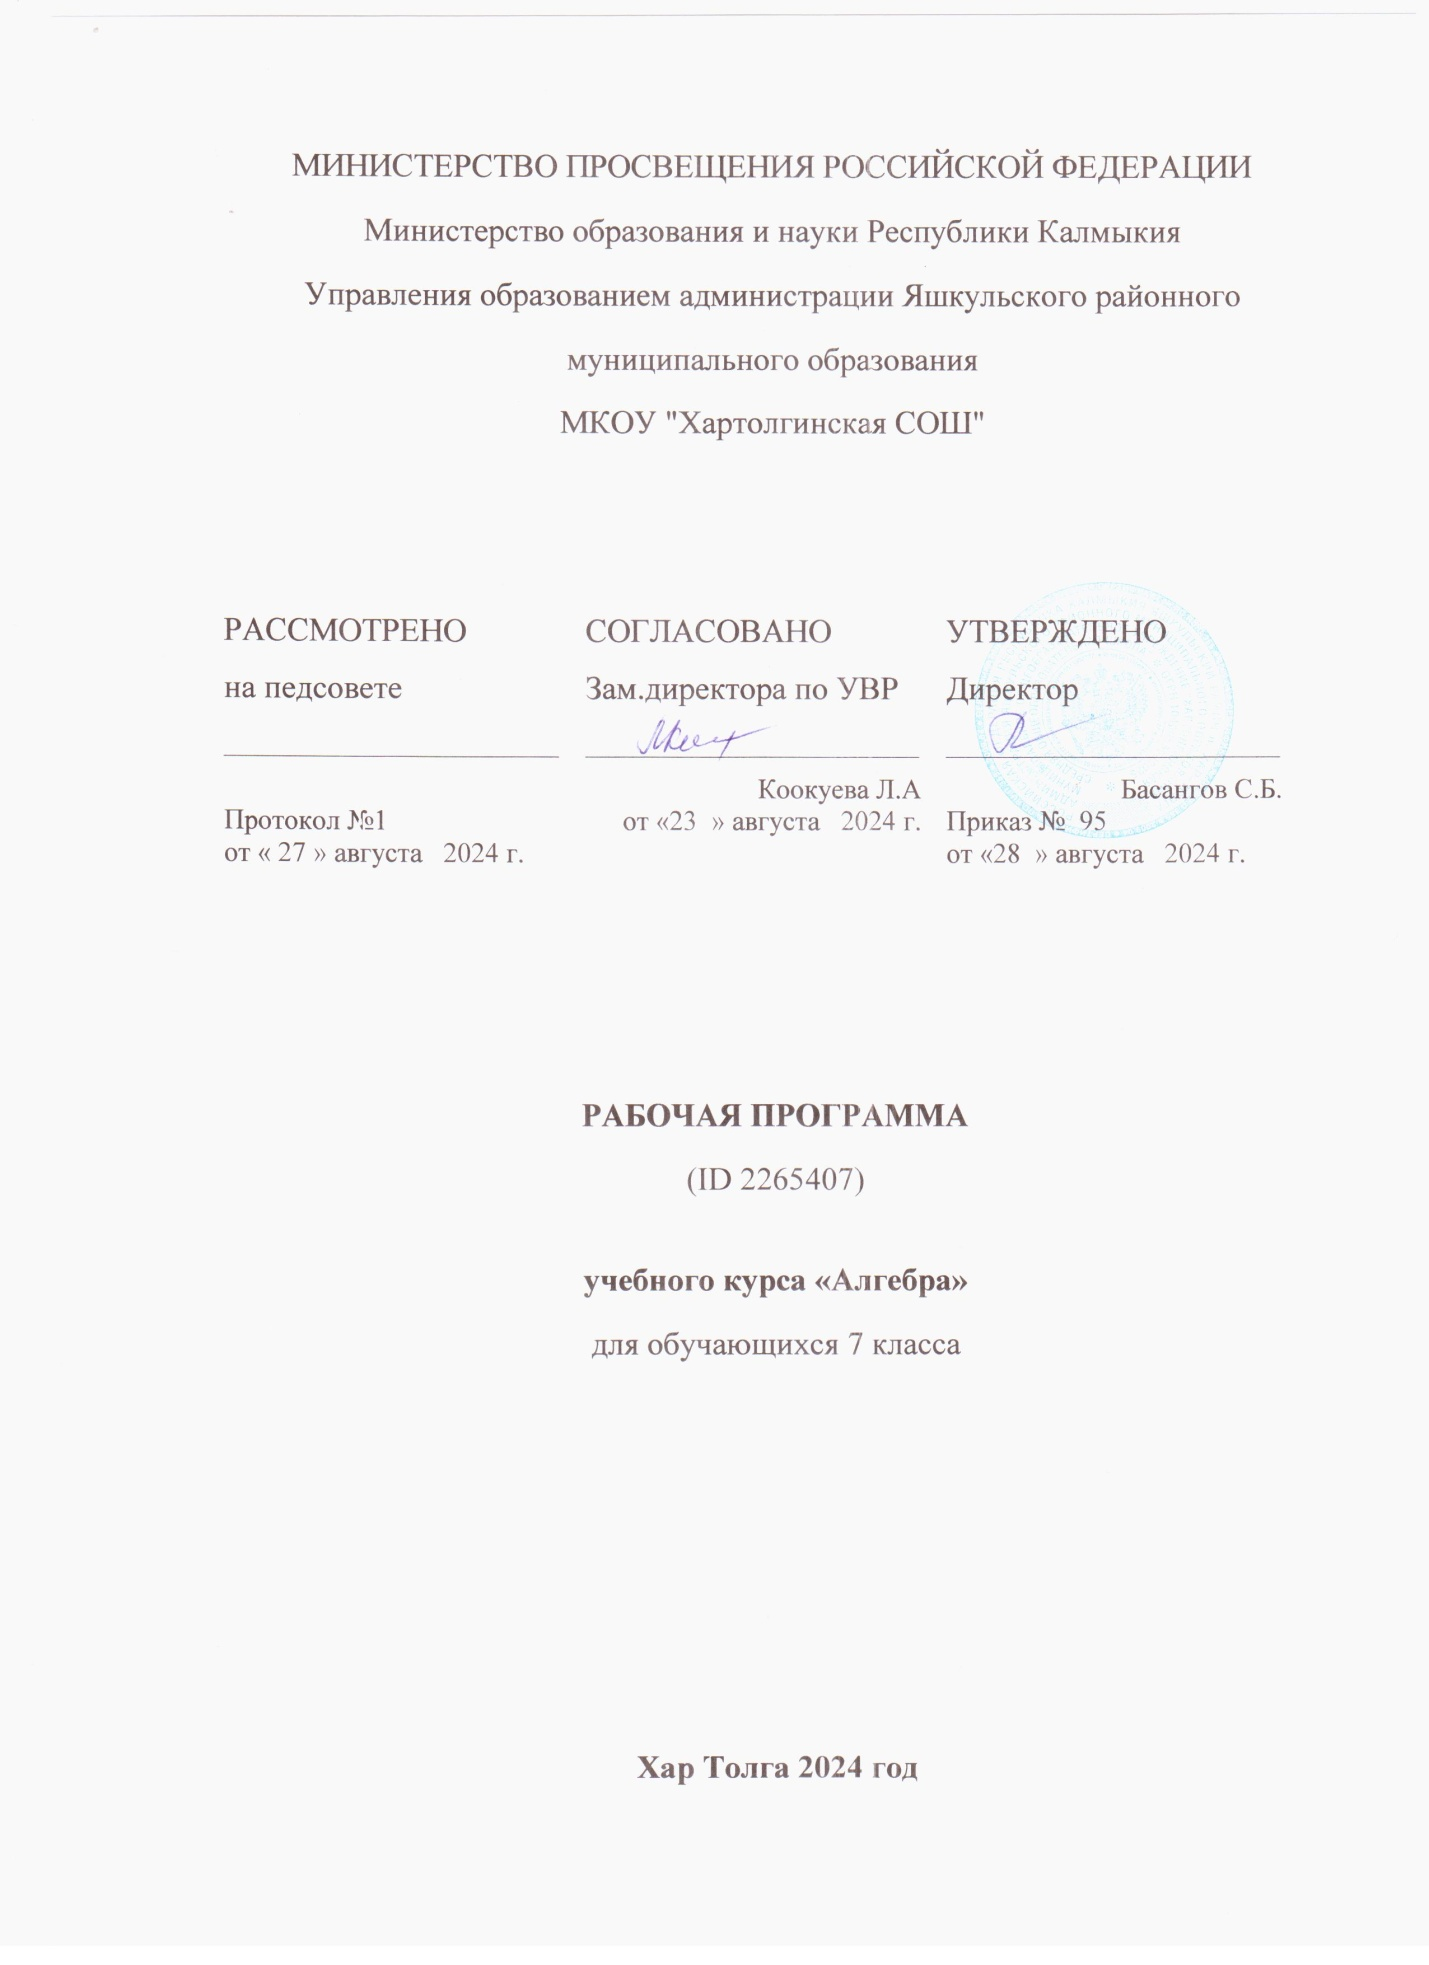 МИНИСТЕРСТВО ПРОСВЕЩЕНИЯ РОССИЙСКОЙ ФЕДЕРАЦИИ
Министерство образования и науки Республики Калмыкия
Управления образованием администрации Яшкульского районного
муниципального образования
МКОУ "Хартолгинская СОШ"
РАССМОТРЕНО
на педсовете
Протокол №1
от « 27 » августа 2024 г.
СОГЛАСОВАНО
Зам.директора по УВР
Коокуева Л.А
от «23 » августа 2024 г.
УТВЕРЖДЕНО
Директор
Басангов С.Б.
Приказ № 95
от «28 » августа 2024 г.
РАБОЧАЯ ПРОГРАММА
(ID 2265407)
учебного курса «Алгебра»
для обучающихся 7 класса
Хар Толга 2024 год